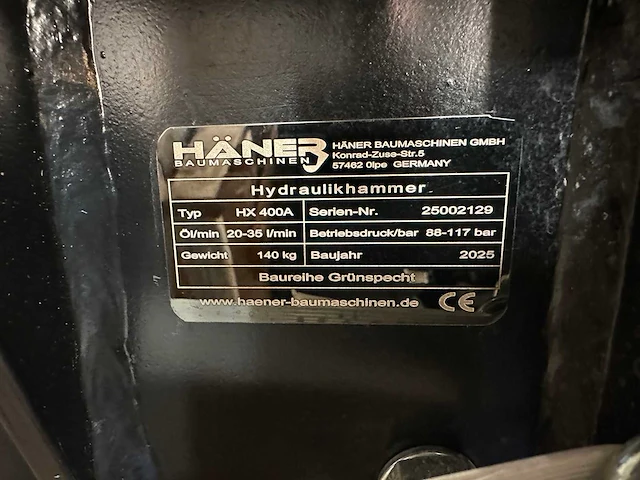 HÄNER
BAUMASCHINEN
HÄNER BAUMASCHINEN GMBH
Konrad-Zuse-Str.5
57462 Olpe GERMANY
Hydraulikhammer
Typ HX 400A Serien-Nr. 25002129
Öl/min 20-35 l/min Betriebsdruck/bar 88-117 bar
Gewicht 140 kg Baujahr 2025
Baureihe Grünspecht
www.haener-baumaschinen.de CE